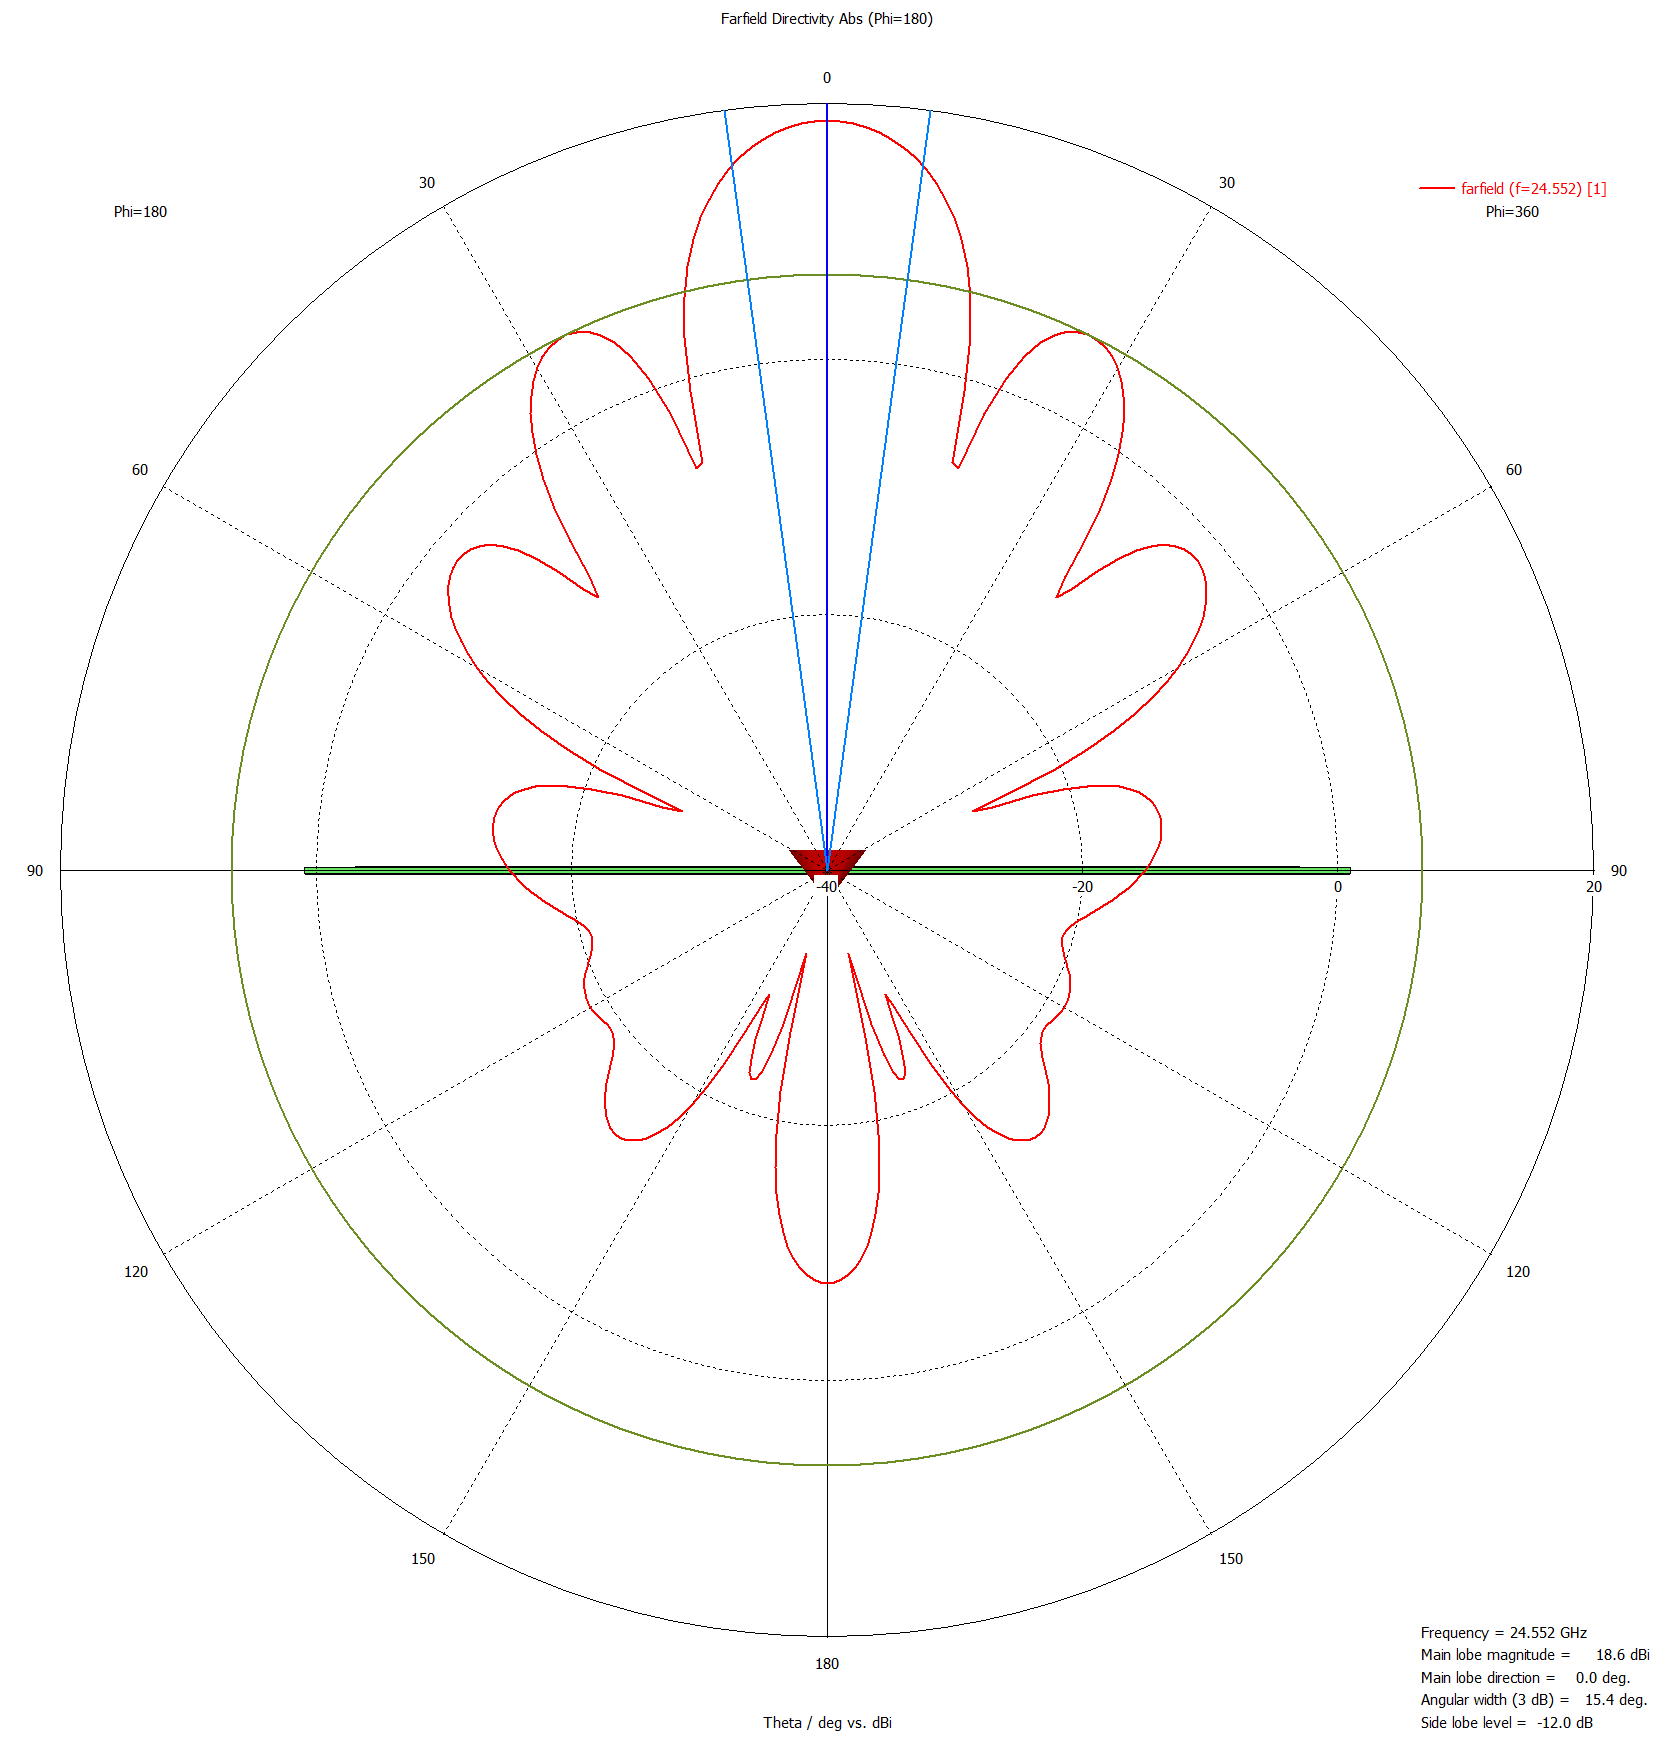 Farfield Directivity Abs (Phi=180)
0
30
30
Phi=180
farfield (f=24.552) [1]
Phi=360
60
60
90
90
-40
-20
0
20
120
120
150
150
180
Theta / deg vs. dBi
Frequency = 24.552 GHz
Main lobe magnitude = 18.6 dBi
Main lobe direction = 0.0 deg.
Angular width (3 dB) = 15.4 deg.
Side lobe level = -12.0 dB